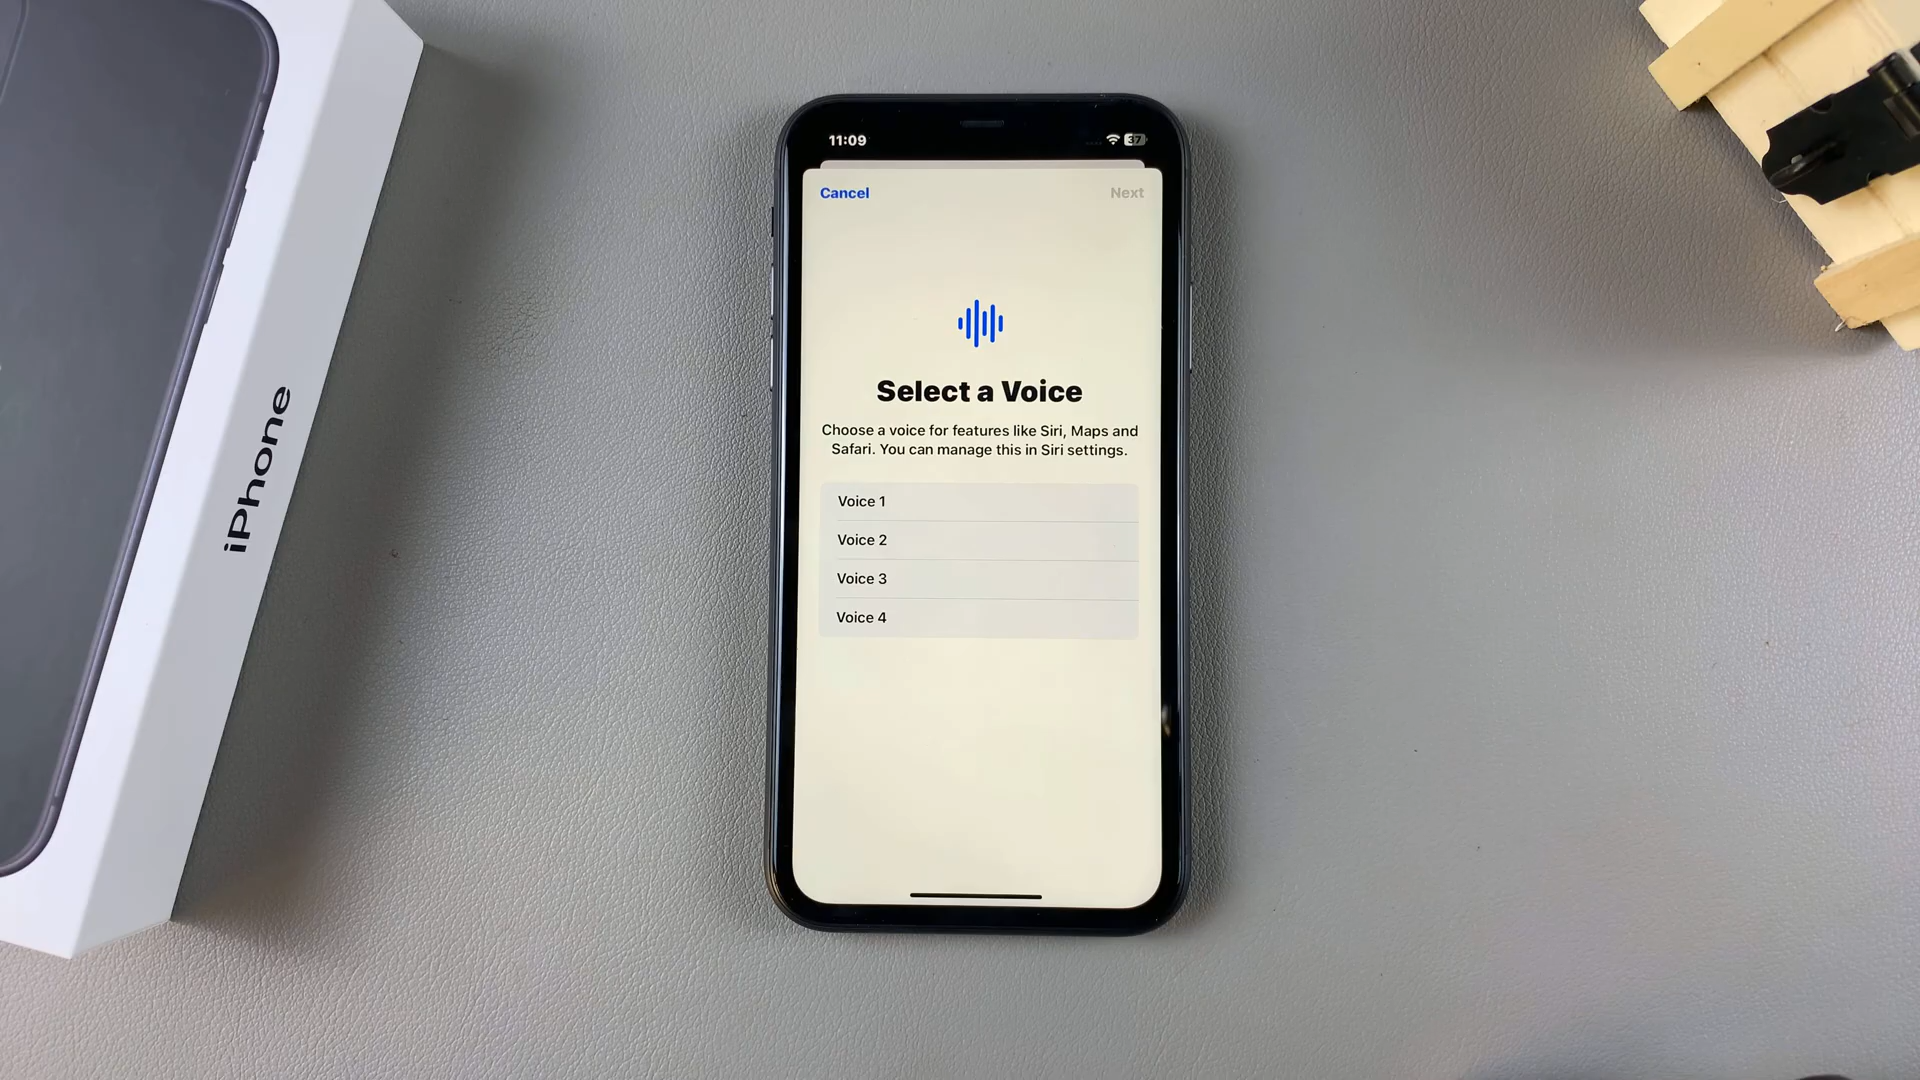 iPhone
11:09
37
Cancel
Next
Select a Voice
Choose a voice for features like Siri, Maps and
Safari. You can manage this in Siri settings.
Voice 1
Voice 2
Voice 3
Voice 4